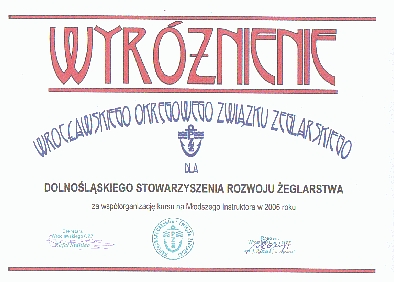 WYRÓŻNIENIE
WROCŁAWSKIEGO OKRĘGOWEGO ZWIĄZKU ŻEGLARSKIEGO
DLA
DOLNOŚLĄSKIEGO STOWARZYSZENIA ROZWOJU ŻEGLARSTWA
za współorganizację kursu na Młodszego Instruktora w 2006 roku